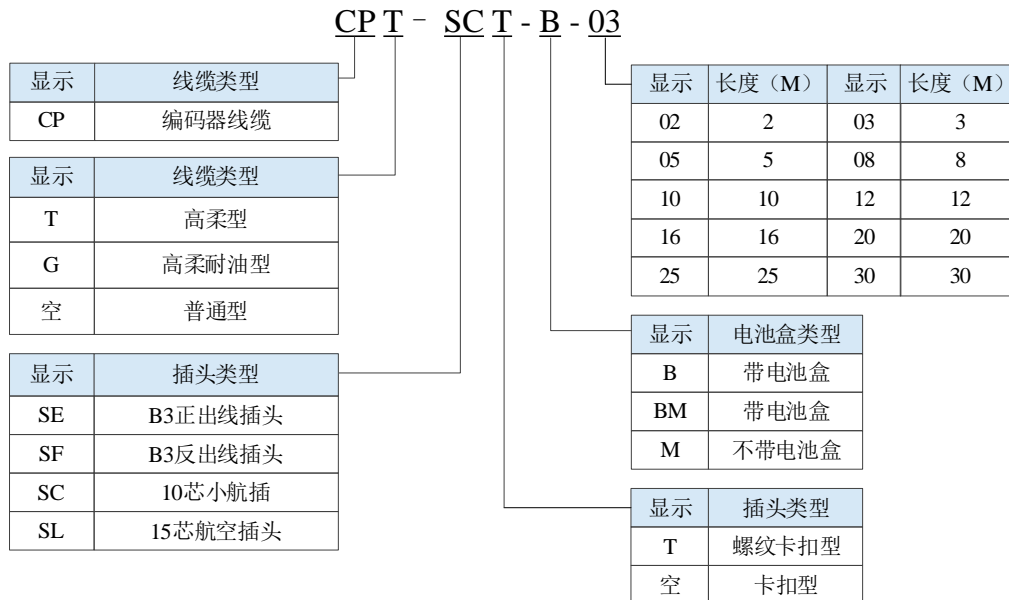 CPT - SCT - B - 03
显示 线缆类型
CP 编码器线缆
显示 线缆类型
T 高柔型
G 高柔耐油型
空 普通型
显示 插头类型
SE B3正出线插头
SF B3反出线插头
SC 10芯小航插
SL 15芯航空插头
显示 长度（M） 显示 长度（M）
02 2 03 3
05 5 08 8
10 10 12 12
16 16 20 20
25 25 30 30
显示 电池盒类型
B 带电池盒
BM 带电池盒
M 不带电池盒
显示 插头类型
T 螺纹卡扣型
空 卡扣型